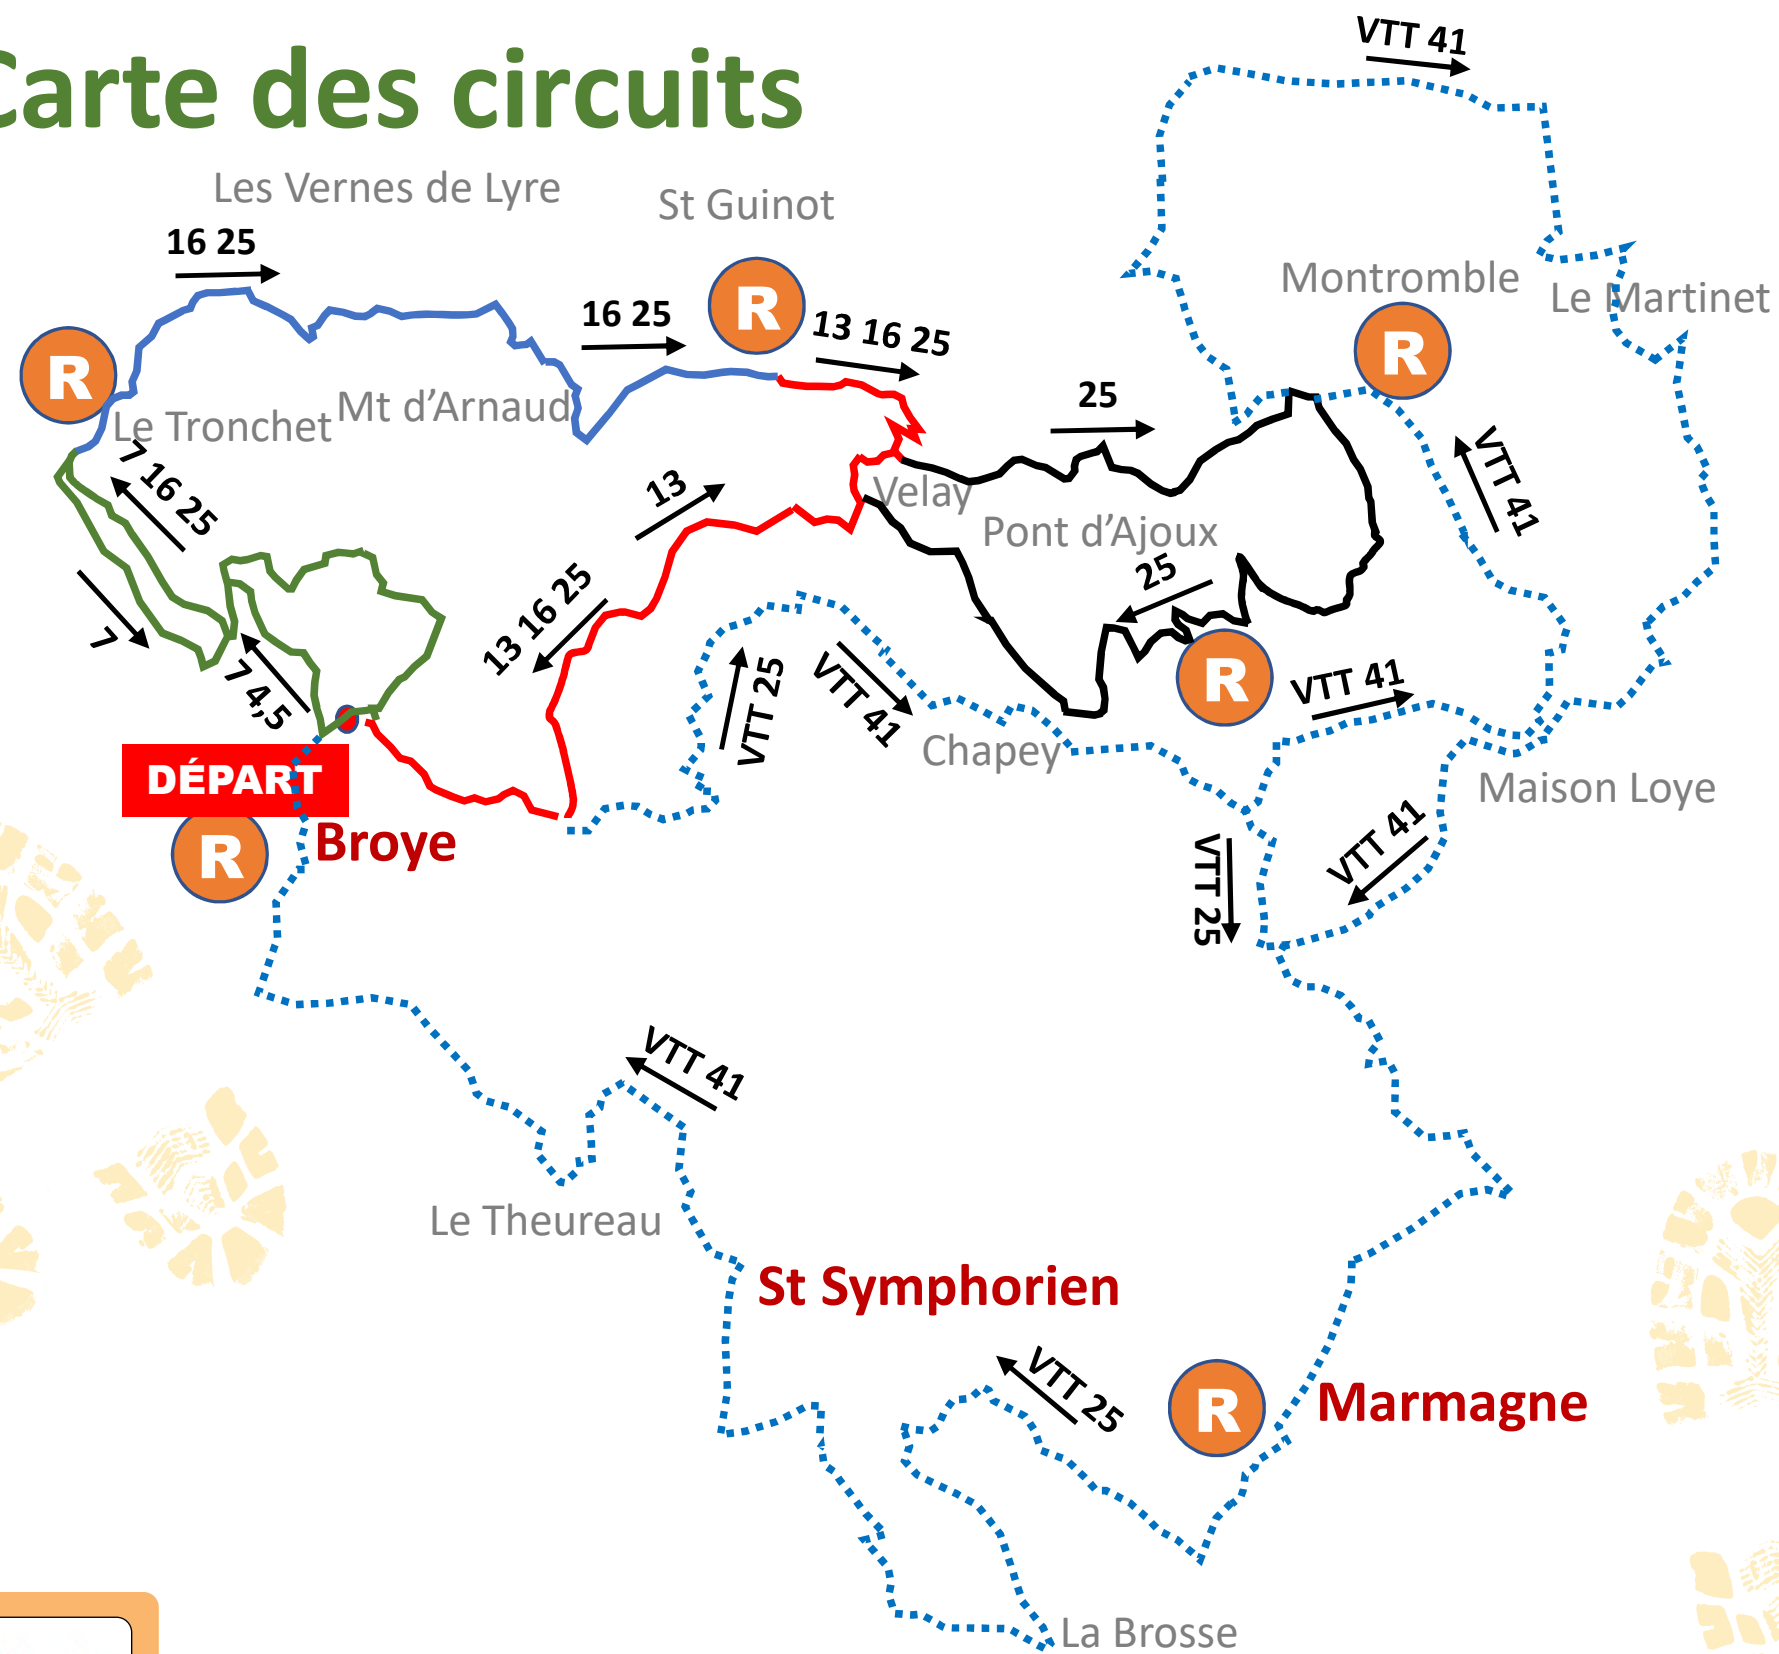 Carte des circuits
VTT 41
Les Vernes de Lyre
St Guinot
16 25
Montromble
Le Martinet
16 25
13 16 25
R
R
R
25
Mt d'Arnaud
Le Tronchet
7 16 25
VTT 41
13
Velay
Pont d'Ajoux
25
13 16 25
7
7 4,5
VTT 25
VTT 41
R
VTT 41
Chapey
DÉPART
Maison Loye
Broye
R
VTT 25
VTT 41
VTT 41
Le Theureau
St Symphorien
VTT 25
R
Marmagne
La Brosse